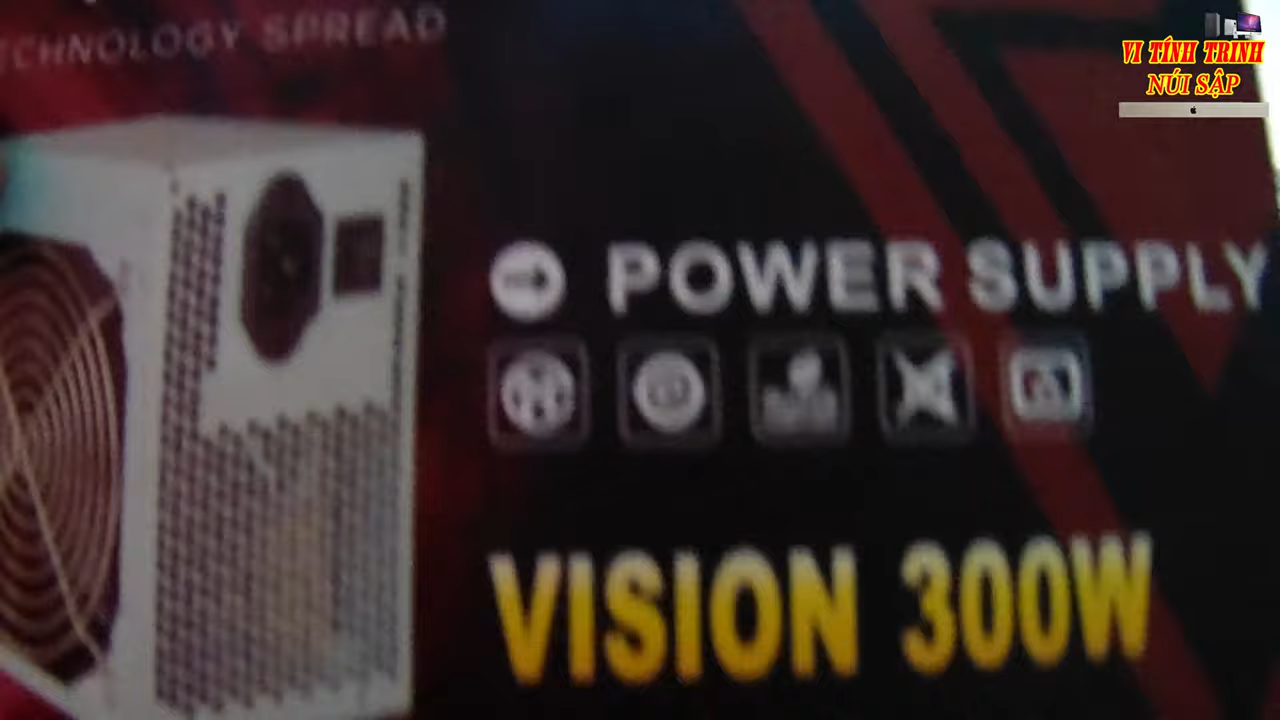 TECHNOLOGY SPREAD
VI TÍNH TRINH
NÚI SẬP
POWER SUPPLY
VISION 300W